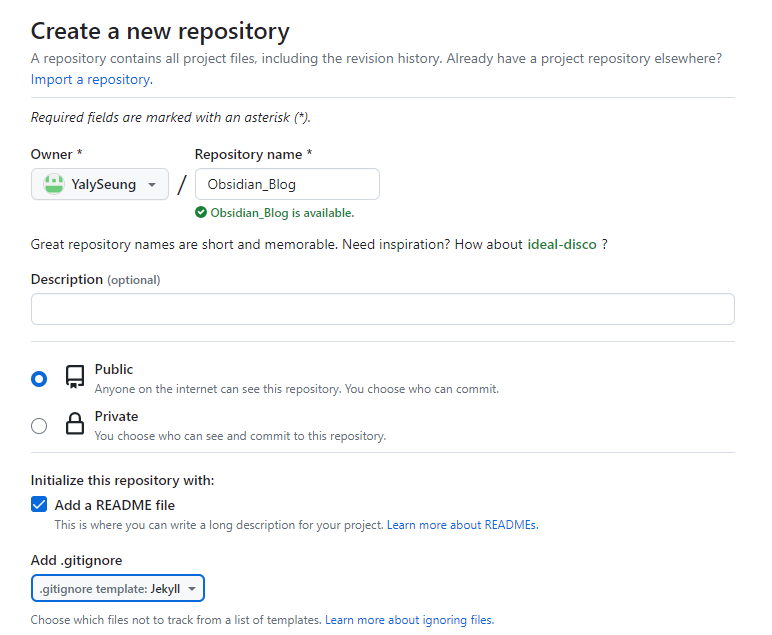 Create a new repository
A repository contains all project files, including the revision history. Already have a project repository elsewhere?
Import a repository.
Required fields are marked with an asterisk (*).
Owner * Repository name *
YalySeung / Obsidian_Blog
Obsidian_Blog is available.
Great repository names are short and memorable. Need inspiration? How about ideal-disco ?
Description (optional)
Public
Anyone on the internet can see this repository. You choose who can commit.
Private
You choose who can see and commit to this repository.
Initialize this repository with:
Add a README file
This is where you can write a long description for your project. Learn more about READMEs.
Add .gitignore
.gitignore template: Jekyll
Choose which files not to track from a list of templates. Learn more about ignoring files.